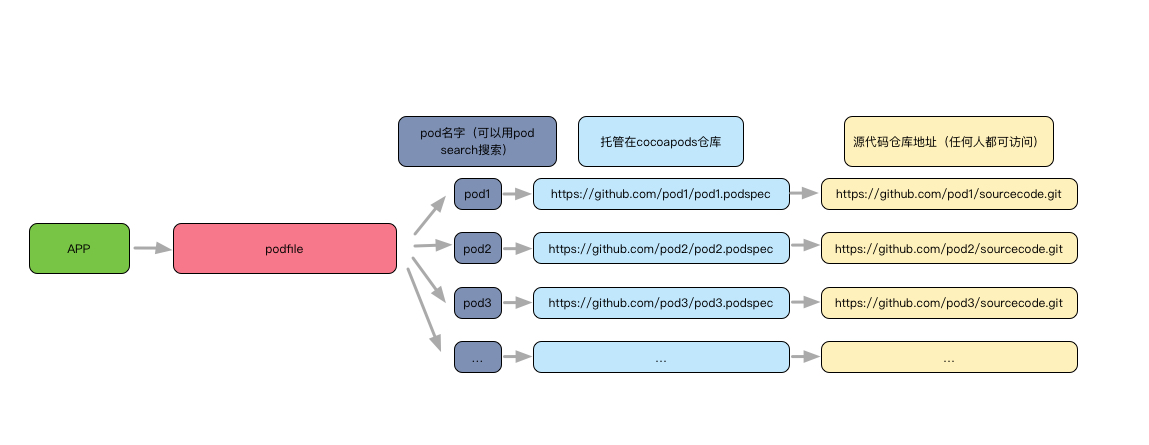 pod名字（可以用pod
search搜索）
托管在cocoapods仓库
源代码仓库地址（任何人都可访问）
pod1
https://github.com/pod1/pod1.podspec
https://github.com/pod1/sourcecode.git
APP
podfile
pod2
https://github.com/pod2/pod2.podspec
https://github.com/pod2/sourcecode.git
pod3
https://github.com/pod3/pod3.podspec
https://github.com/pod3/sourcecode.git
...
...
...